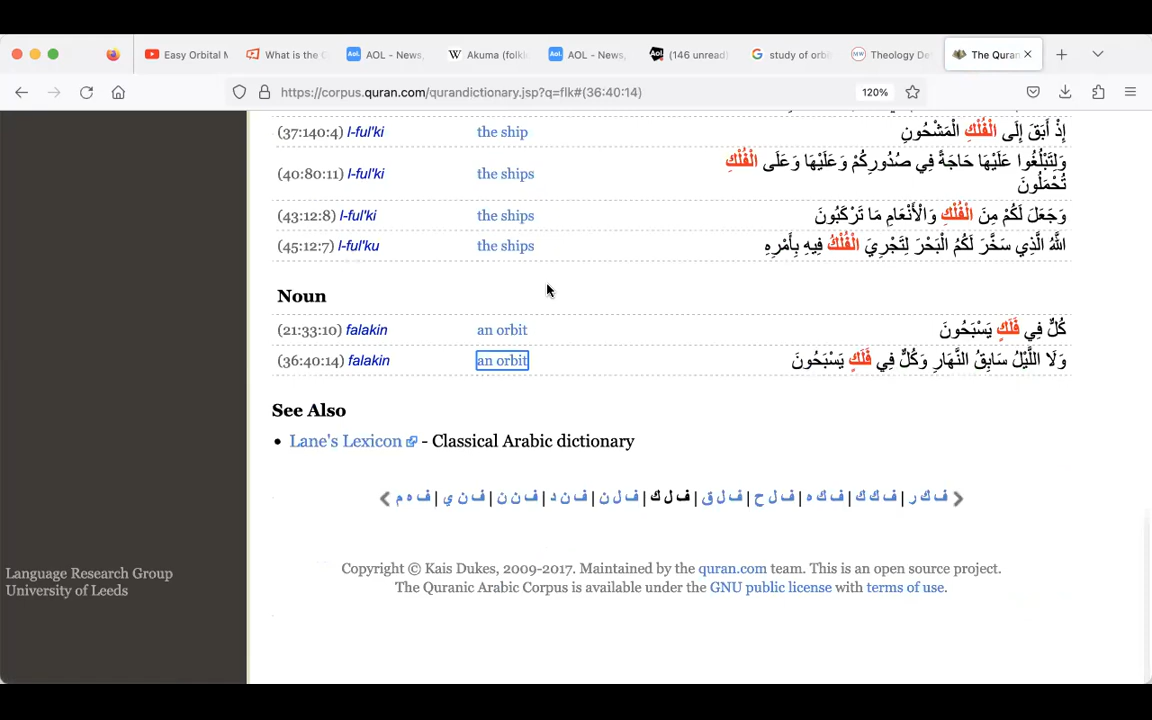 Easy Orbital M
What is the C
AOL - News,
Akuma (folkl
AOL - News,
(146 unread)
study of orbi
Theology De
The Quran
https://corpus.quran.com/qurandictionary.jsp?q=flk#(36:40:14)
120%
(37:140:4) l-ful'ki the ship إِذْ أَبَقَ إِلَى الْفُلْكِ الْمَشْحُونِ
(40:80:11) l-ful'ki the ships وَلِتَبْلُغُوا عَلَيْهَا حَاجَةً فِي صُدُورِكُمْ وَعَلَيْهَا وَعَلَى الْفُلْكِ
تُحْمَلُونَ
(43:12:8) l-ful'ki the ships وَجَعَلَ لَكُمْ مِنَ الْفُلْكِ وَالْأَنْعَامِ مَا تَرْكَبُونَ
(45:12:7) l-ful'ku the ships اللَّهُ الَّذِي سَخَّرَ لَكُمُ الْبَحْرَ لِتَجْرِيَ الْفُلْكُ فِيهِ بِأَمْرِهِ
Noun
(21:33:10) falakin an orbit كُلٌّ فِي فَلَكٍ يَسْبَحُونَ
(36:40:14) falakin an orbit وَلَا اللَّيْلُ سَابِقُ النَّهَارِ وَكُلٌّ فِي فَلَكٍ يَسْبَحُونَ
See Also
• Lane's Lexicon - Classical Arabic dictionary
ف ك ر | ف ك ك | ف ك ه | ف ل ح | ف ل ق | ف ل ك | ف ل ن | ف ن د | ف ن ن | ف ن ي | ف ه م
Language Research Group
University of Leeds
Copyright © Kais Dukes, 2009-2017. Maintained by the quran.com team. This is an open source project.
The Quranic Arabic Corpus is available under the GNU public license with terms of use.